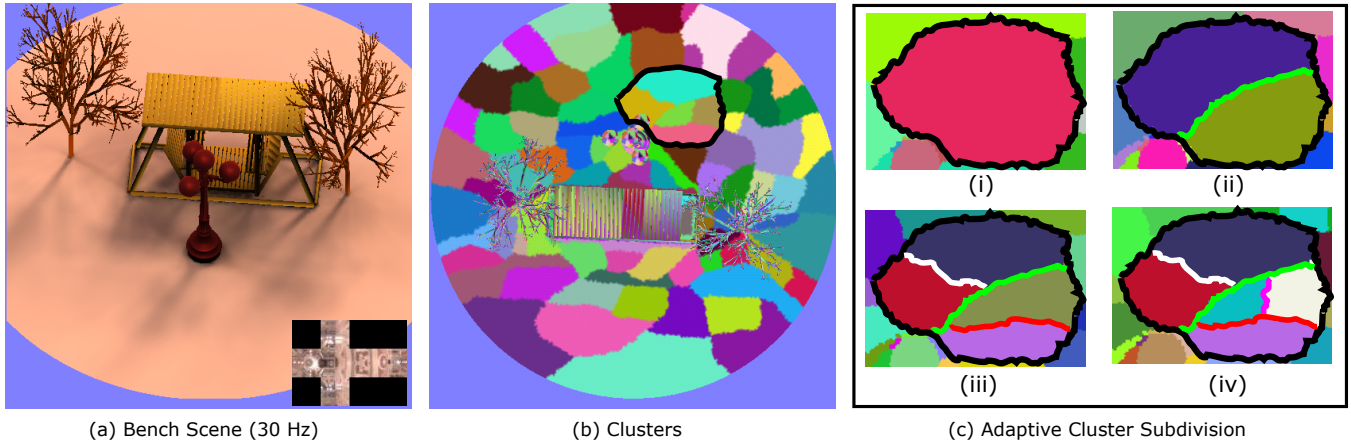 (i)
(ii)
(iii)
(iv)
(a) Bench Scene (30 Hz)
(b) Clusters
(c) Adaptive Cluster Subdivision